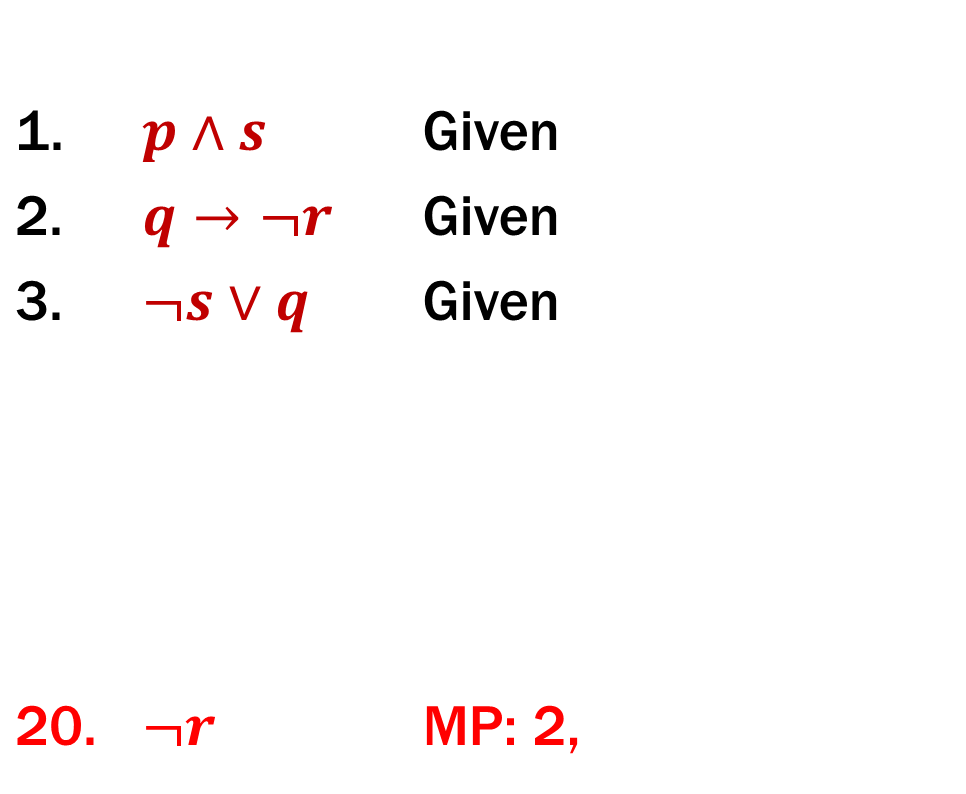 1. p ∧ s Given
2. q → ¬r Given
3. ¬s ∨ q Given
20. ¬r MP: 2,